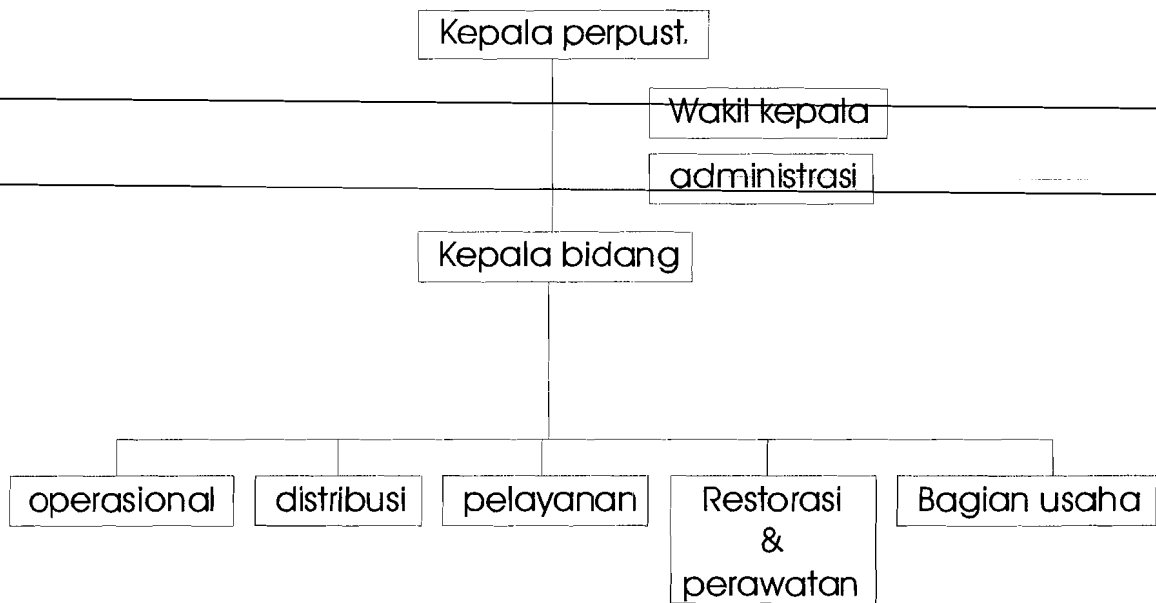 Kepala perpust.
Wakil kepala
administrasi
Kepala bidang
operasional
distribusi
pelayanan
Restorasi
&
perawatan
Bagian usaha